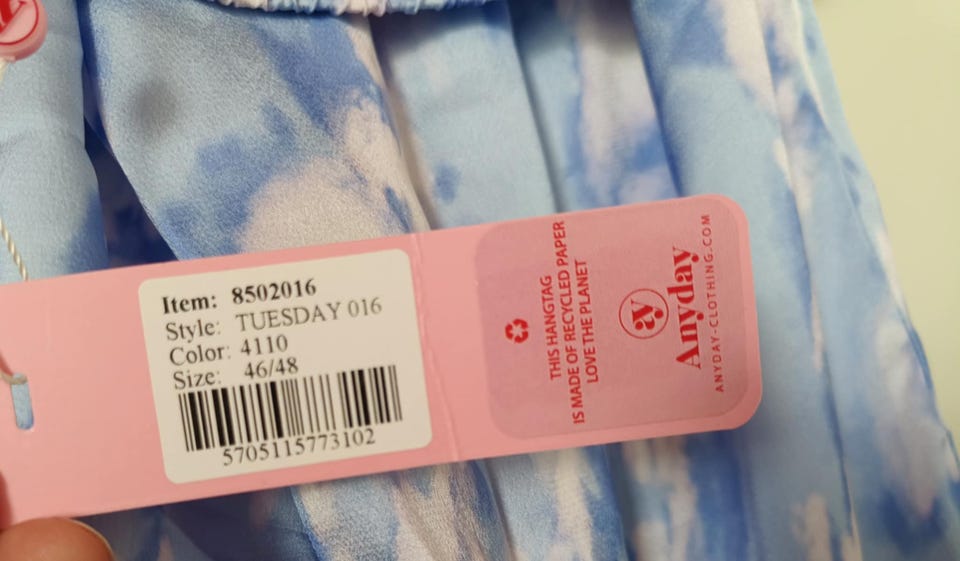 Item: 8502016
Style: TUESDAY 016
Color: 4110
Size: 46/48
5705115773102
THIS HANGTAG
IS MADE OF RECYCLED PAPER
LOVE THE PLANET
ay
Anyday
ANYDAY-CLOTHING.COM